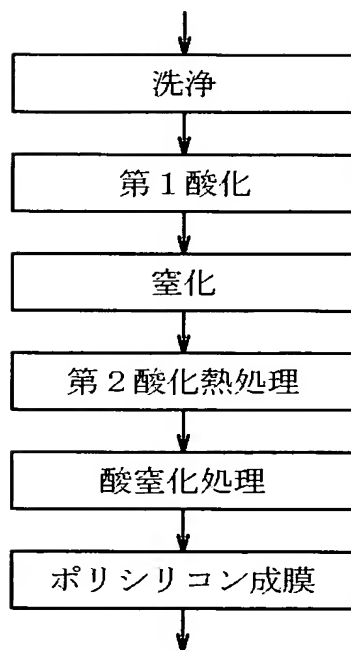 洗浄
第1酸化
窒化
第2酸化熱処理
酸窒化処理
ポリシリコン成膜